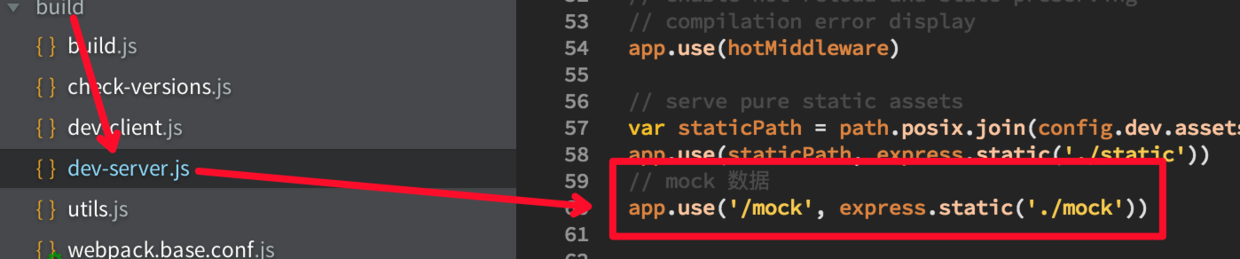 build
build.js
check-versions.js
dev-client.js
dev-server.js
utils.js
webpack.base.conf.js
53 // compilation error display
54 app.use(hotMiddleware)
55
56 // serve pure static assets
57 var staticPath = path.posix.join(config.dev.assets
58 app.use(staticPath, express.static('./static'))
59 // mock 数据
60 app.use('/mock', express.static('./mock'))
61